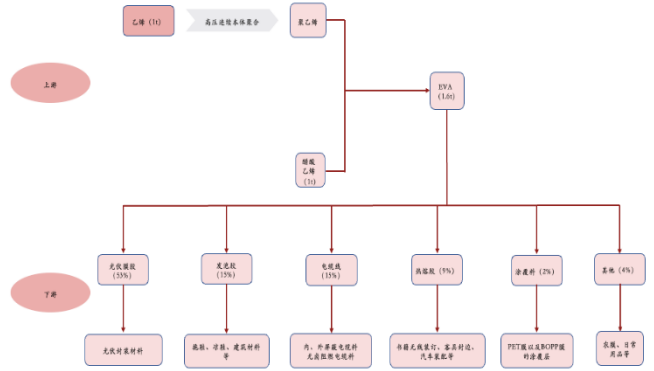 乙烯（1t）
高压连续本体聚合
聚乙烯
上游
EVA
（1.6t）
醋酸
乙烯
（1t）
光伏膜胶
（55%）
发泡胶
（15%）
电缆线
（15%）
热熔胶（9%）
涂覆料（2%）
其他（4%）
下游
光伏封装材料
拖鞋、凉鞋、建筑材料
等
内、外屏蔽电缆料
无卤阻燃电缆料
书籍无线装订、家具封边、
汽车装配等
PET膜以及BOPP膜
的涂覆层
农膜、日常
用品等